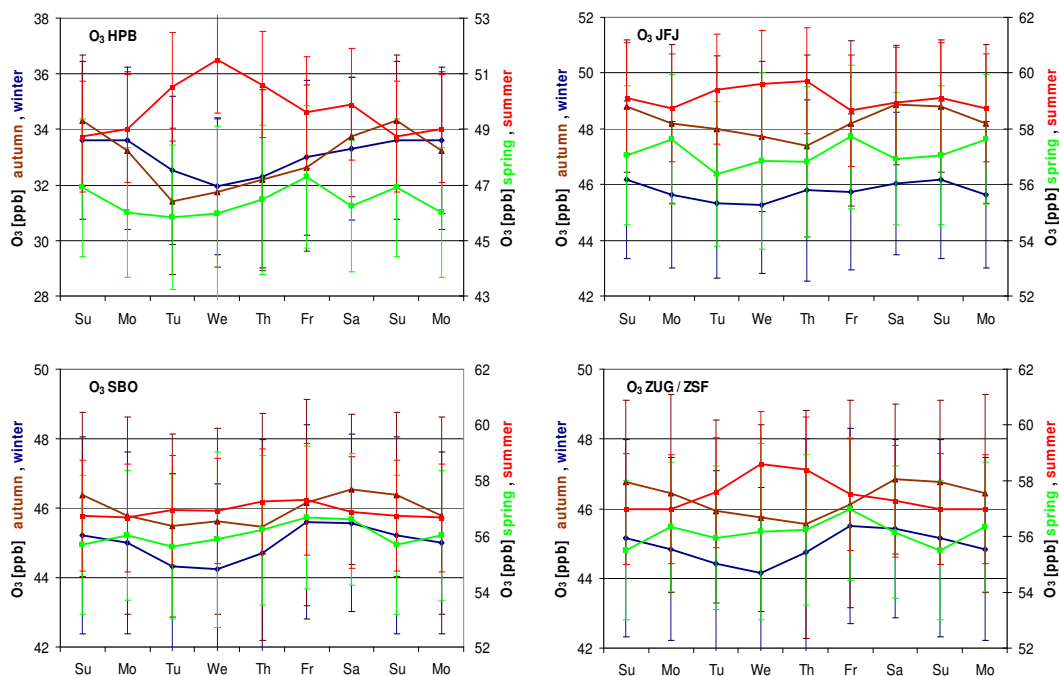 O3 HPB
38
36
34
32
30
28
53
51
49
47
45
43
O3 [ppb] autumn , winter
O3 [ppb] spring , summer
Su Mo Tu We Th Fr Sa Su Mo
O3 JFJ
52
50
48
46
44
42
62
60
58
56
54
52
O3 [ppb] autumn , winter
O3 [ppb] spring , summer
Su Mo Tu We Th Fr Sa Su Mo
O3 SBO
50
48
46
44
42
62
60
58
56
54
52
O3 [ppb] autumn , winter
O3 [ppb] spring , summer
Su Mo Tu We Th Fr Sa Su Mo
O3 ZUG / ZSF
50
48
46
44
42
62
60
58
56
54
52
O3 [ppb] autumn , winter
O3 [ppb] spring , summer
Su Mo Tu We Th Fr Sa Su Mo